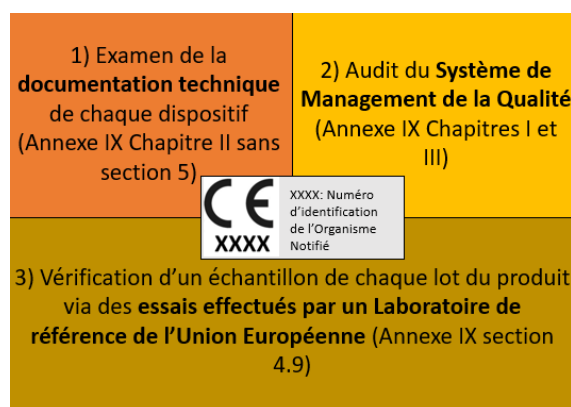 1) Examen de la
documentation technique
de chaque dispositif
(Annexe IX Chapitre II sans
section 5)
2) Audit du Système de
Management de la Qualité
(Annexe IX Chapitres I et
III)
CE
XXXX
XXXX: Numéro
d'identification
de l'Organisme
Notifié
3) Vérification d'un échantillon de chaque lot du produit
via des essais effectués par un Laboratoire de
référence de l'Union Européenne (Annexe IX section
4.9)